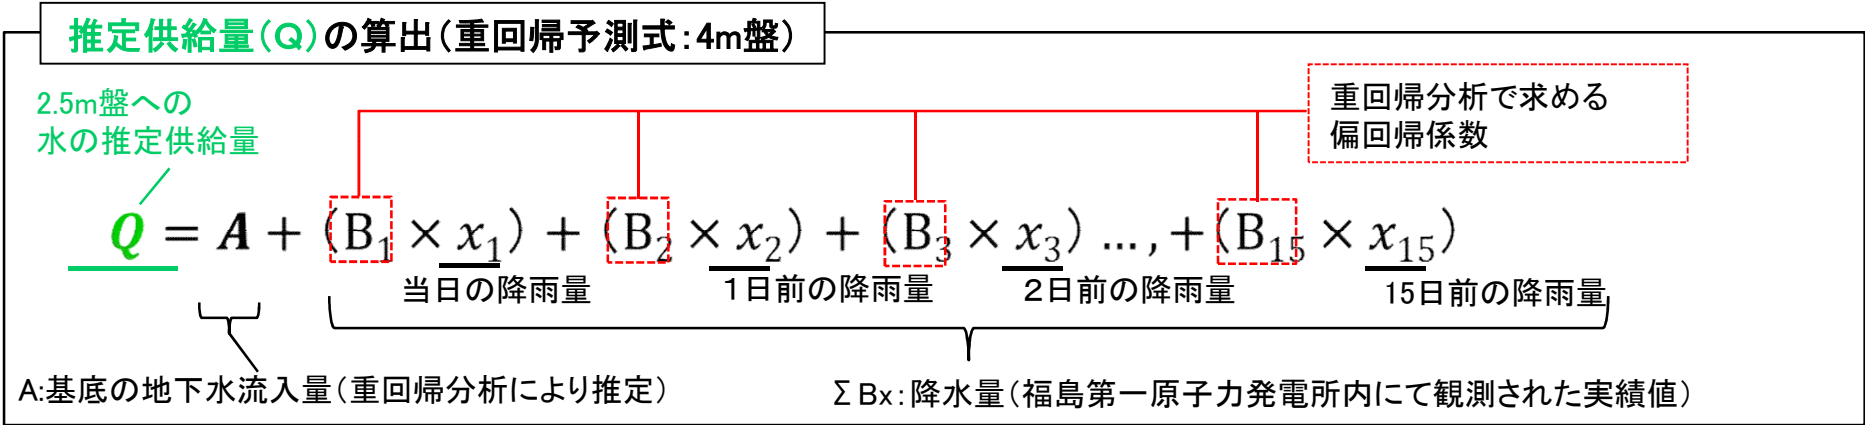 推定供給量(Q)の算出(重回帰予測式:4m盤)
2.5m盤への
水の推定供給量
重回帰分析で求める
偏回帰係数
Q = A + (B₁ × x₁) + (B₂ × x₂) + (B₃ × x₃) …, +(B₁₅ × x₁₅)
当日の降雨量 1日前の降雨量 2日前の降雨量 15日前の降雨量
A:基底の地下水流入量(重回帰分析により推定) ΣBx:降水量(福島第一原子力発電所内にて観測された実績値)